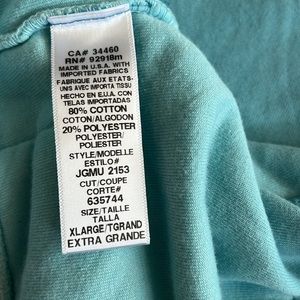 CA# 34460
RN# 92918m
MADE IN U.S.A. WITH
IMPORTED FABRICS
FABRIQUE AUX ETATS-
UNIS AVEC IMPORTA TISSU
HECHO EN E.U.A. CON
TELAS IMPORTADAS
80% COTTON
COTON/ALGODON
20% POLYESTER
POLYESTER/
POLIESTER
STYLE/MODELLE
ESTILO#
JGMU 2153
CUT/COUPE
CORTE#
635744
SIZE/TAILLE
TALLA
XLARGE/TGRAND
EXTRA GRANDE